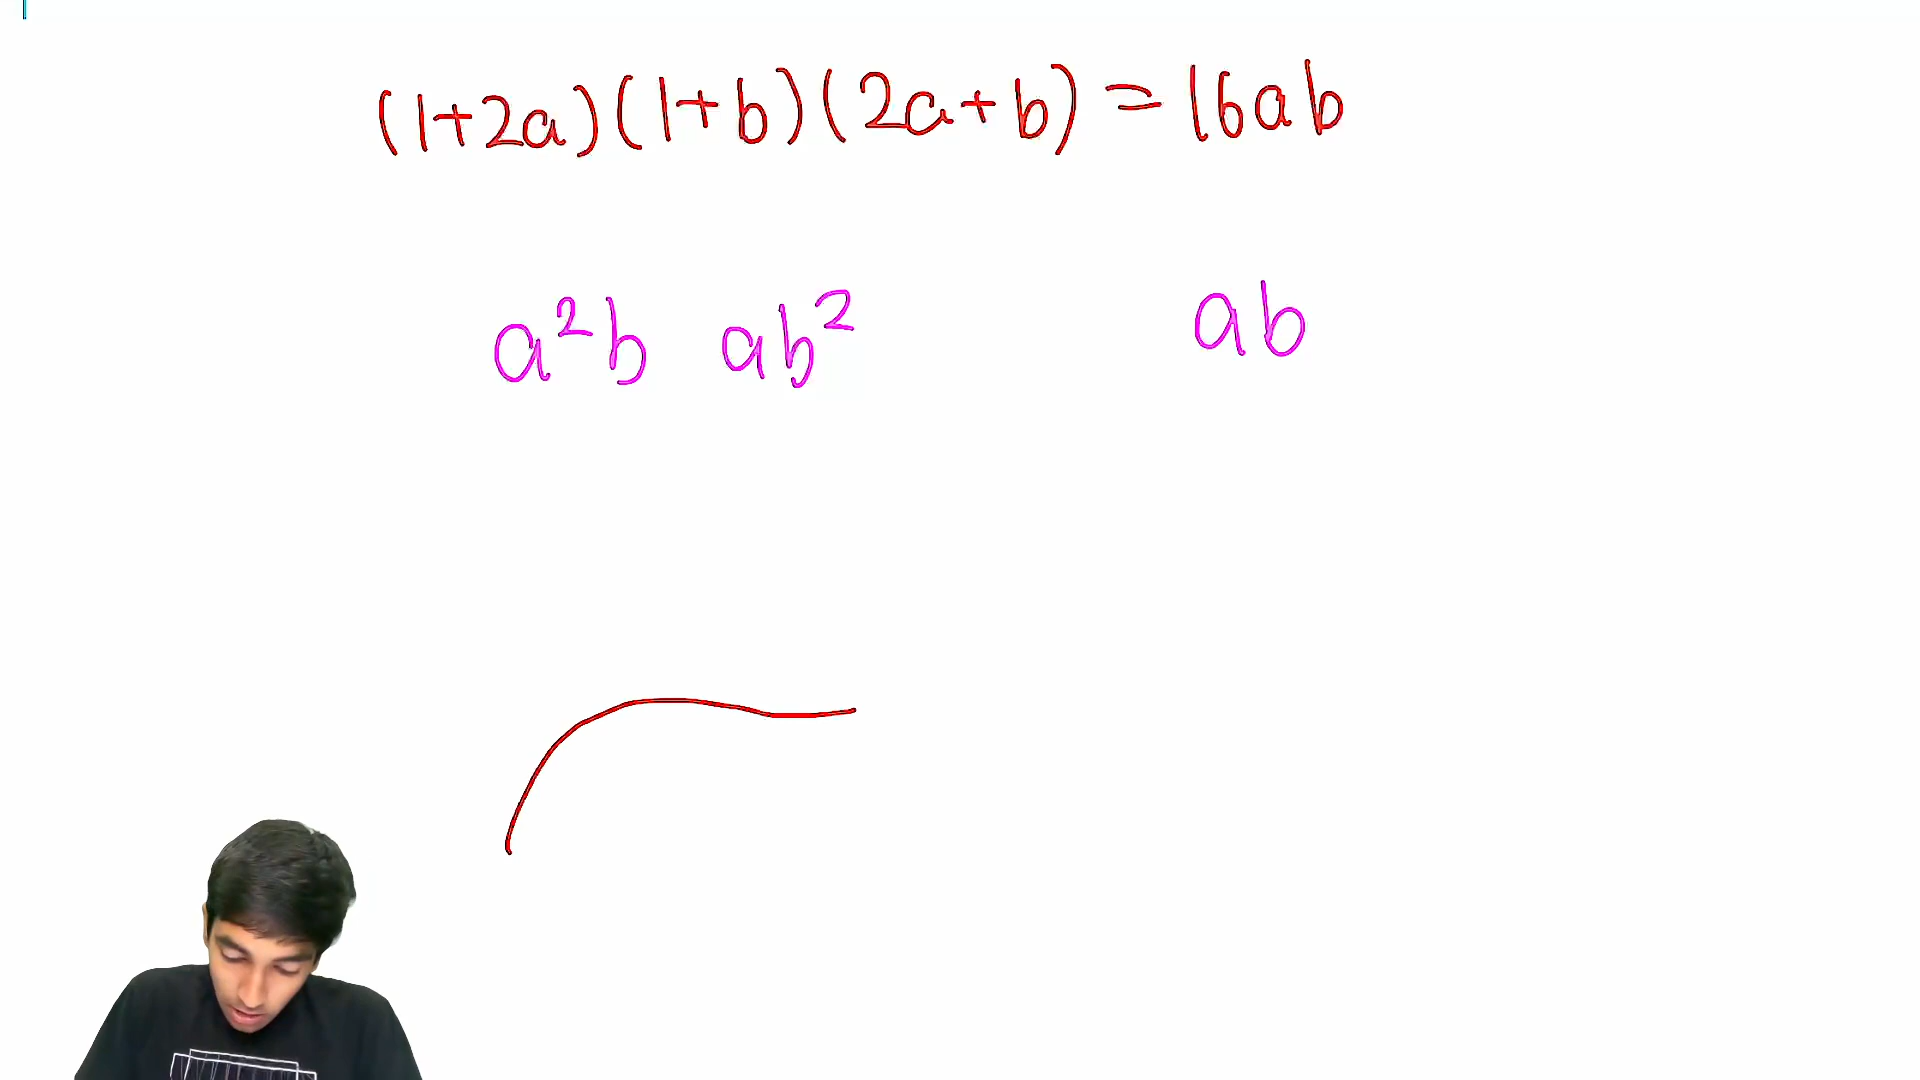 (1+2a)(1+b)(2a+b) = 16ab
a²b ab² ab